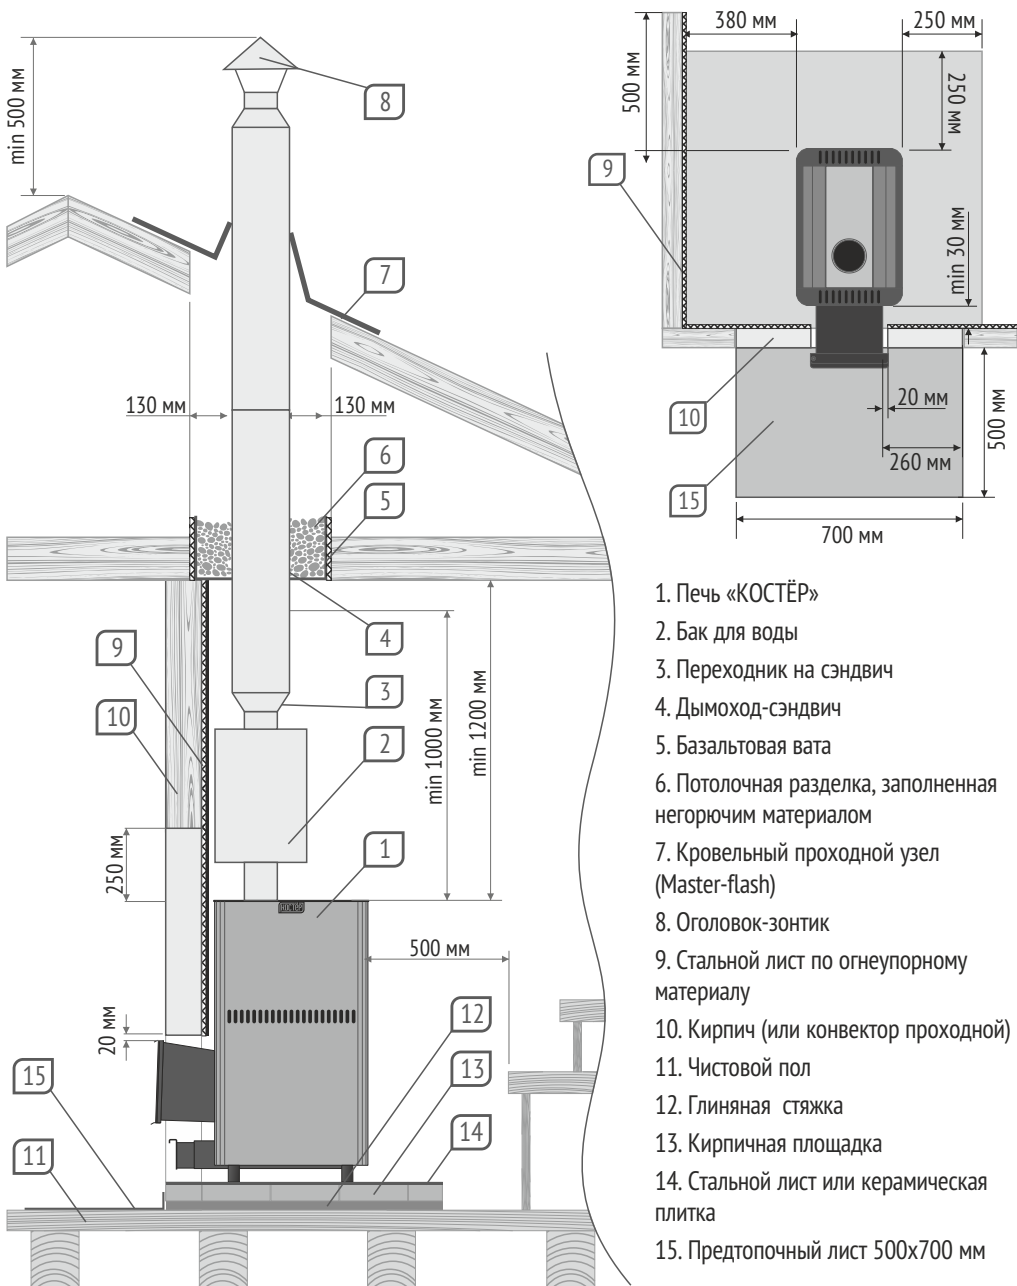 min 500 мм
8
7
130 мм
130 мм
6
5
4
9
3
10
2
min 1000 мм
min 1200 мм
1
250 мм
КОСТЁР
500 мм
20 мм
12
13
15
14
11
380 мм
250 мм
500 мм
250 мм
9
min 30 мм
10
20 мм
260 мм
500 мм
15
700 мм
1. Печь «КОСТЁР»
2. Бак для воды
3. Переходник на сэндвич
4. Дымоход-сэндвич
5. Базальтовая вата
6. Потолочная разделка, заполненная
негорючим материалом
7. Кровельный проходной узел
(Master-flash)
8. Оголовок-зонтик
9. Стальной лист по огнеупорному
материалу
10. Кирпич (или конвектор проходной)
11. Чистовой пол
12. Глиняная стяжка
13. Кирпичная площадка
14. Стальной лист или керамическая
плитка
15. Предтопочный лист 500х700 мм